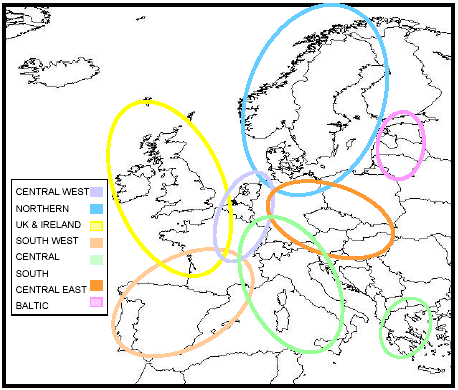 CENTRAL WEST
NORTHERN
UK & IRELAND
SOUTH WEST
CENTRAL
SOUTH
CENTRAL EAST
BALTIC